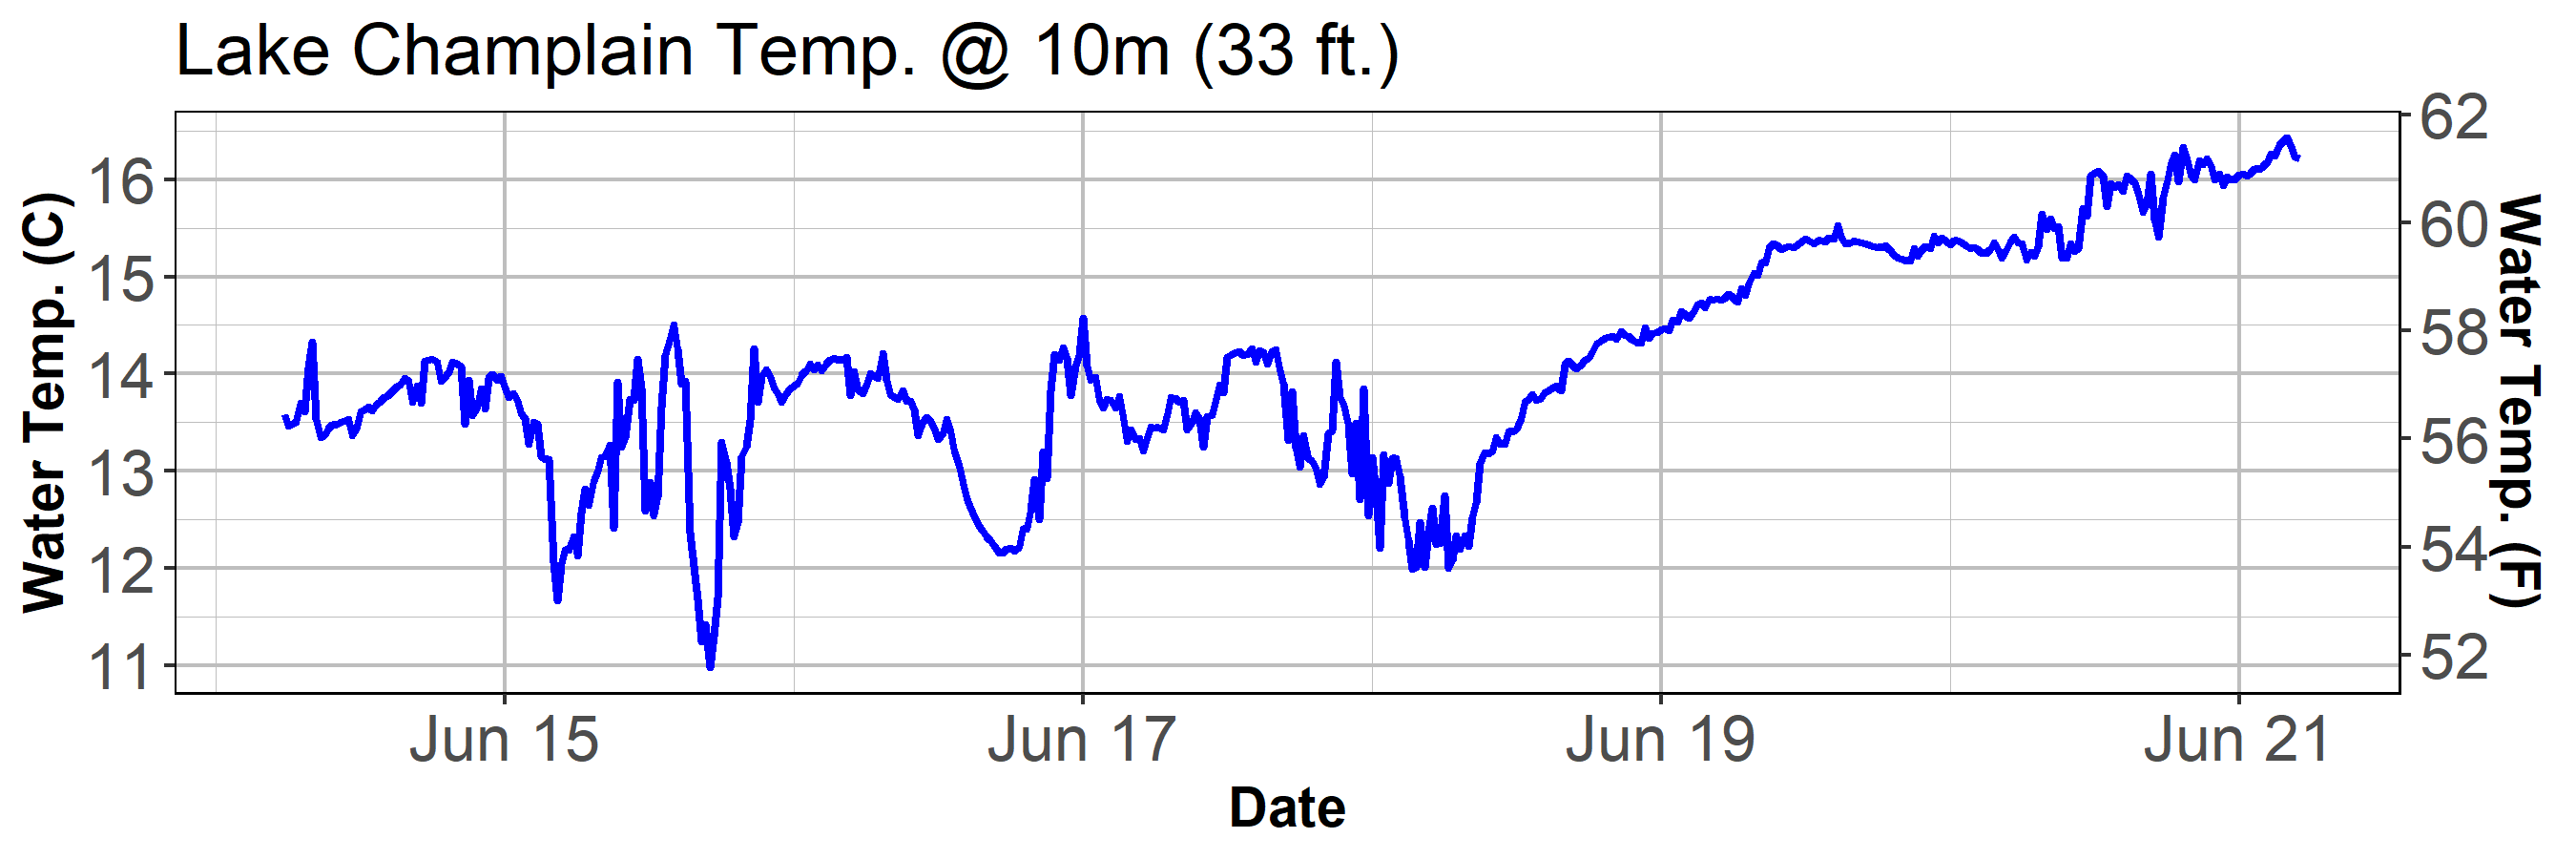 Lake Champlain Temp. @ 10m (33 ft.)
Water Temp. (C)
16
15
14
13
12
11
62
60
58
56
54
52
Water Temp. (F)
Jun 15 Jun 17 Jun 19 Jun 21
Date